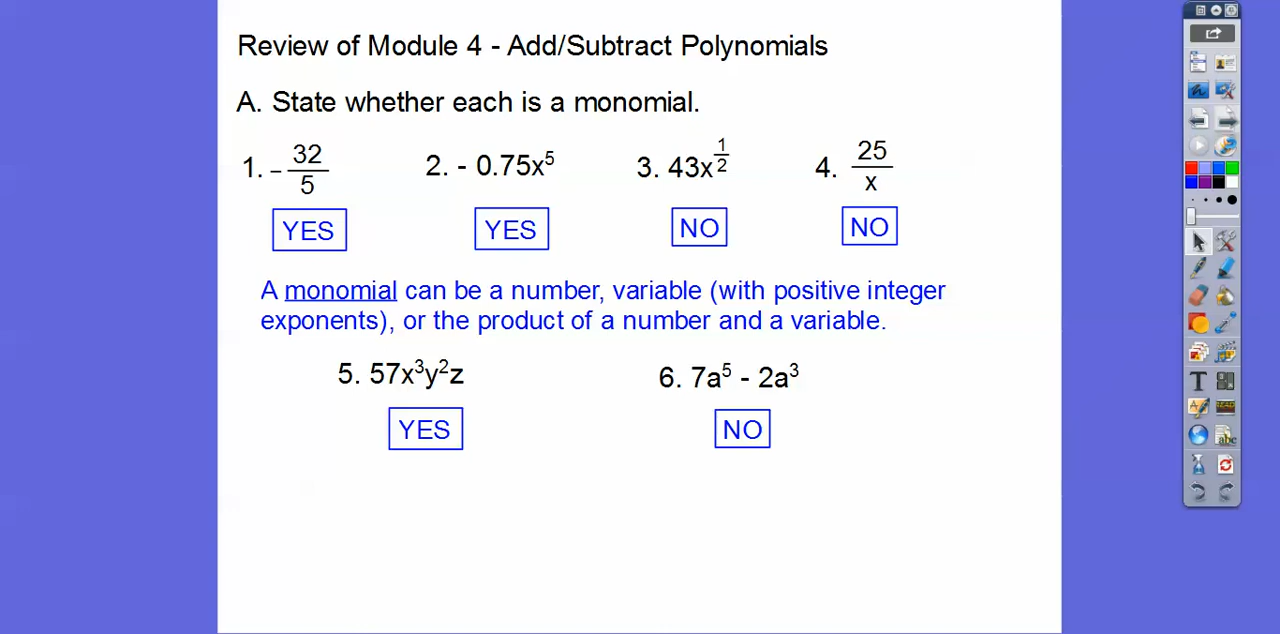 Review of Module 4 - Add/Subtract Polynomials
A. State whether each is a monomial.
1. - 32/5 2. - 0.75x⁵ 3. 43x^(1/2) 4. 25/x
YES YES NO NO
A monomial can be a number, variable (with positive integer
exponents), or the product of a number and a variable.
5. 57x³y²z 6. 7a⁵ - 2a³
YES NO